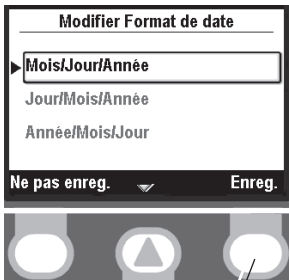 Modifier Format de date
Mois/Jour/Année
Jour/Mois/Année
Année/Mois/Jour
Ne pas enreg. Enreg.